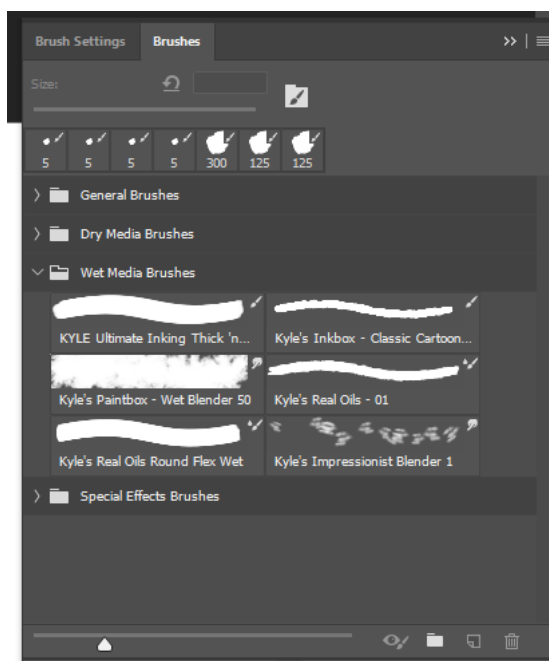 Brush Settings Brushes
Size:
5 5 5 5 300 125 125
General Brushes
Dry Media Brushes
Wet Media Brushes
KYLE Ultimate Inking Thick 'n... Kyle's Inkbox - Classic Cartoon...
Kyle's Paintbox - Wet Blender 50 Kyle's Real Oils - 01
Kyle's Real Oils Round Flex Wet Kyle's Impressionist Blender 1
Special Effects Brushes